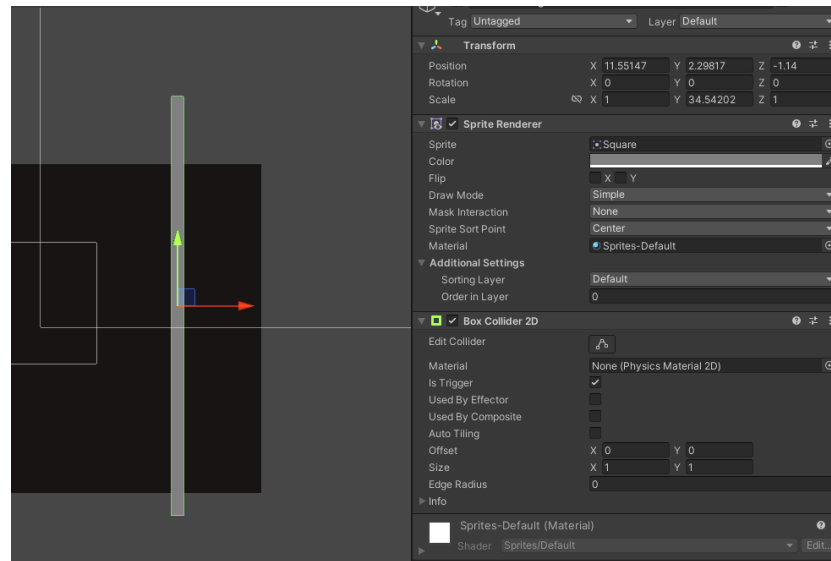 Tag Untagged Layer Default
Transform
Position X 11.55147 Y 2.29817 Z -1.14
Rotation X 0 Y 0 Z 0
Scale X 1 Y 34.54202 Z 1
Sprite Renderer
Sprite Square
Color
Flip X Y
Draw Mode Simple
Mask Interaction None
Sprite Sort Point Center
Material Sprites-Default
Additional Settings
Sorting Layer Default
Order in Layer 0
Box Collider 2D
Edit Collider
Material None (Physics Material 2D)
Is Trigger
Used By Effector
Used By Composite
Auto Tiling
Offset X 0 Y 0
Size X 1 Y 1
Edge Radius 0
Info
Sprites-Default (Material)
Shader Sprites/Default Edit...